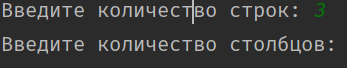 Введите количество строк: 3
Введите количество столбцов: